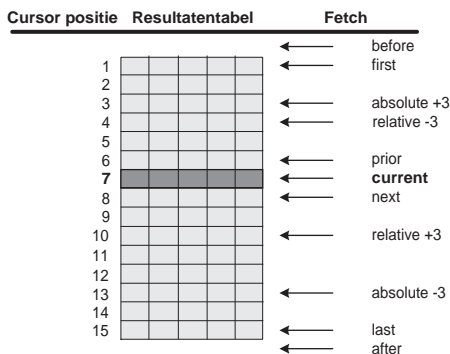 Cursor positie Resultatentabel Fetch
before
1 first
2
3 absolute +3
4 relative -3
5
6 prior
7 current
8 next
9
10 relative +3
11
12
13 absolute -3
14
15 last
after